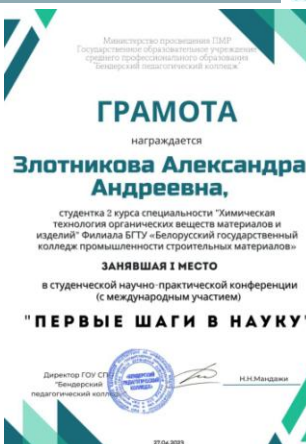 Министерство просвещения ПМР
Государственное образовательное учреждение
среднего профессионального образования
"Бендерский педагогический колледж"
ГРАМОТА
награждается
Злотникова Александра
Андреевна,
студентка 2 курса специальности "Химическая
технология органических веществ материалов и
изделий" Филиала БГТУ «Белорусский государственный
колледж промышленности строительных материалов»
ЗАНЯВШАЯ I МЕСТО
в студенческой научно-практической конференции
(с международным участием)
"ПЕРВЫЕ ШАГИ В НАУКУ"
Директор ГОУ СПО
"Бендерский
педагогический колледж"
Н.Н.Мандажи
27.04.2023